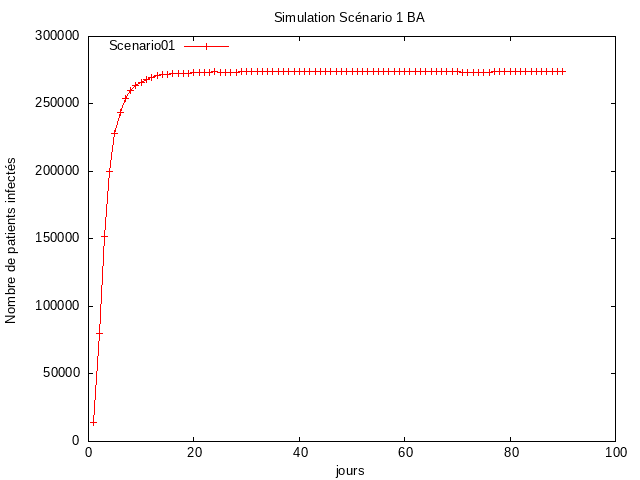 Simulation Scénario 1 BA
300000
Scenario01
250000
200000
150000
100000
50000
0
0 20 40 60 80 100
jours
Nombre de patients infectés